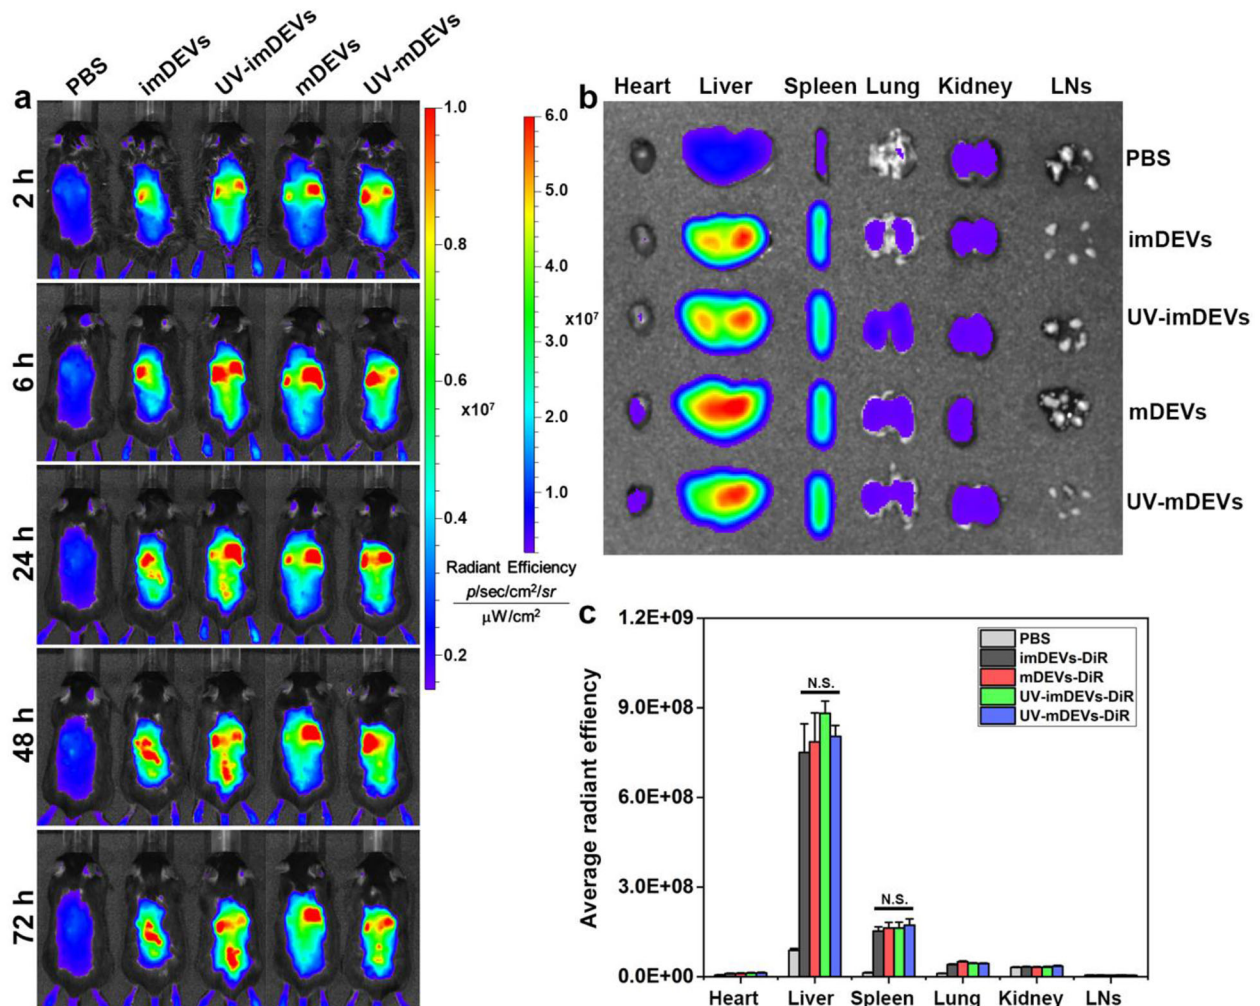 a
PBS
imDEVs
UV-imDEVs
mDEVs
UV-mDEVs
2 h
6 h
24 h
48 h
72 h
1.0
0.8
0.6
x10⁷
0.4
0.2
6.0
5.0
4.0
x10⁷
3.0
2.0
1.0
Radiant Efficiency
p/sec/cm2/sr
µW/cm²
b
Heart Liver Spleen Lung Kidney LNs
PBS
imDEVs
UV-imDEVs
mDEVs
UV-mDEVs
c
Average radiant effiency
1.2E+09
9.0E+08
6.0E+08
3.0E+08
0.0E+00
N.S.
N.S.
PBS
imDEVs-DiR
mDEVs-DiR
UV-imDEVs-DiR
UV-mDEVs-DiR
Heart Liver Spleen Lung Kidney LNs